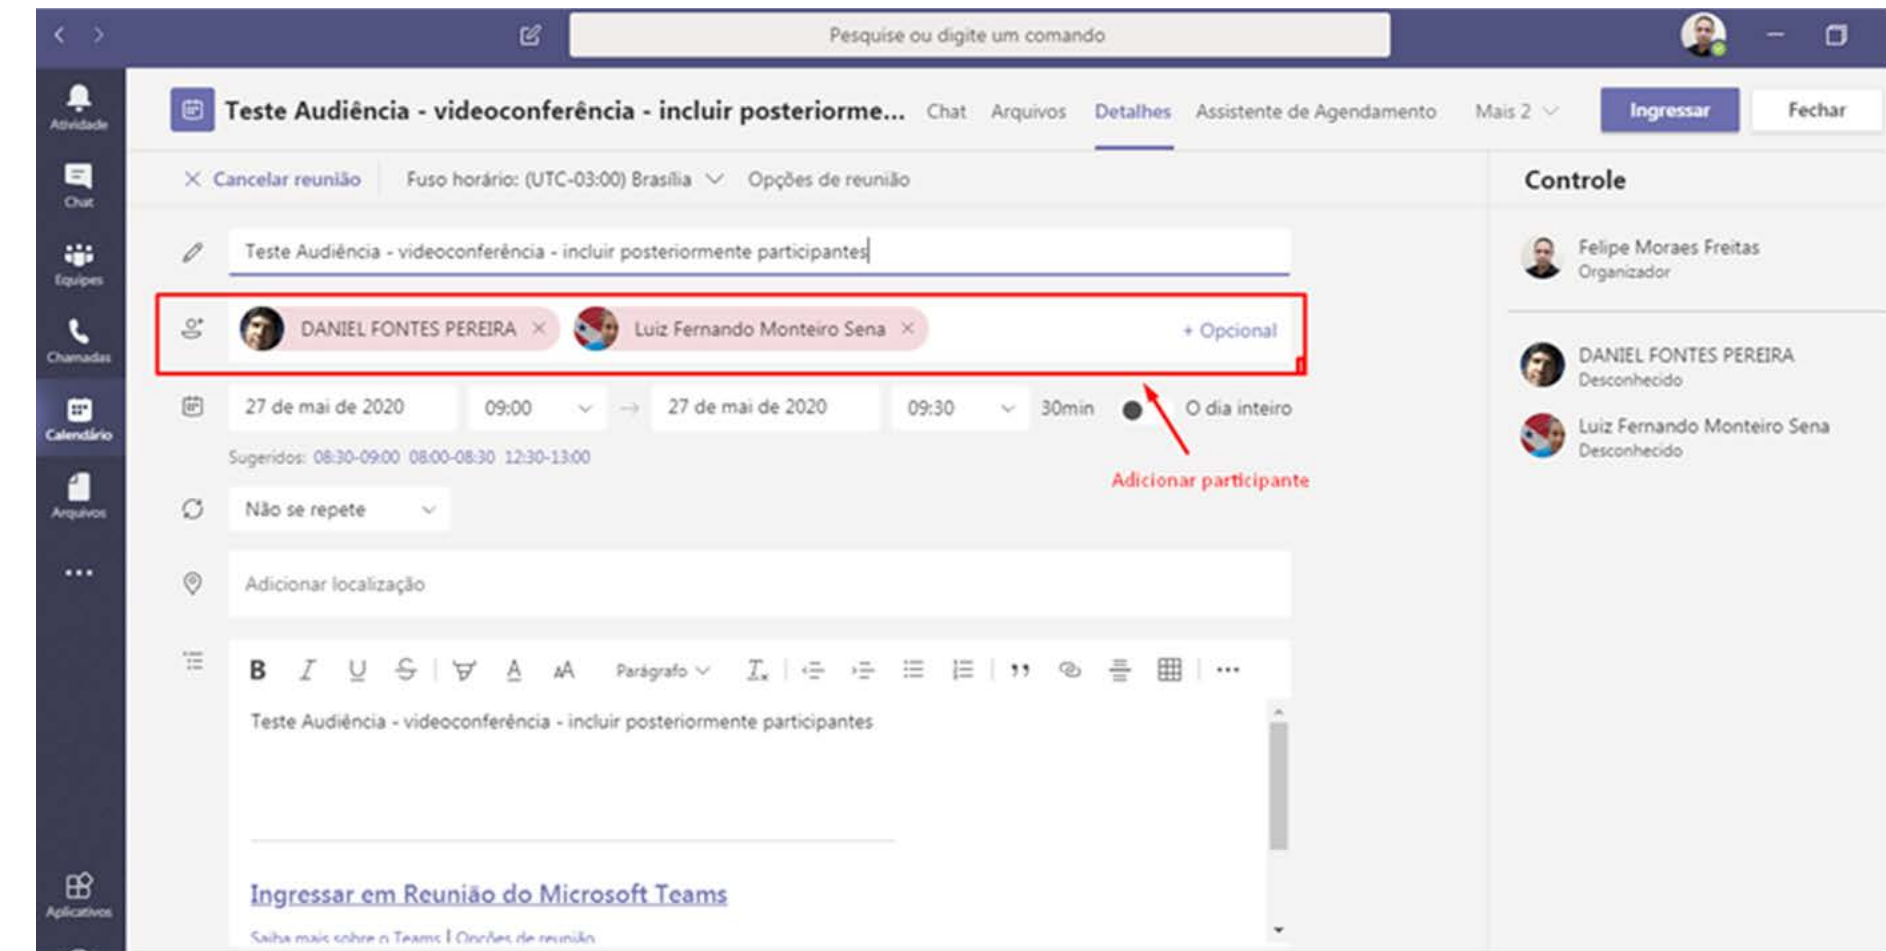 Pesquise ou digite um comando
Atividade
Chat
Equipes
Chamadas
Calendário
Arquivos
Aplicativos
Teste Audiência - videoconferência - incluir posteriorme... Chat Arquivos Detalhes Assistente de Agendamento Mais 2 Ingressar Fechar
Cancelar reunião Fuso horário: (UTC-03:00) Brasília Opções de reunião
Teste Audiência - videoconferência - incluir posteriormente participantes
DANIEL FONTES PEREIRA × Luiz Fernando Monteiro Sena × + Opcional
27 de mai de 2020 09:00 → 27 de mai de 2020 09:30 30min O dia inteiro
Sugeridos: 08:30-09:00 08:00-08:30 12:30-13:00
Adicionar participante
Não se repete
Adicionar localização
B I U S A AA Parágrafo
Teste Audiência - videoconferência - incluir posteriormente participantes
Ingressar em Reunião do Microsoft Teams
Saiba mais sobre o Teams | Opções de reunião
Controle
Felipe Moraes Freitas
Organizador
DANIEL FONTES PEREIRA
Desconhecido
Luiz Fernando Monteiro Sena
Desconhecido